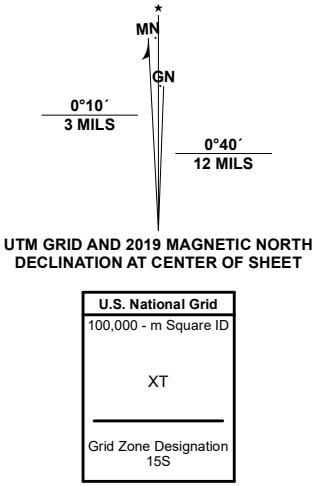 ★
MN
GN
0°10´
3 MILS
0°40´
12 MILS
UTM GRID AND 2019 MAGNETIC NORTH
DECLINATION AT CENTER OF SHEET
U.S. National Grid
100,000 - m Square ID
XT
Grid Zone Designation
15S